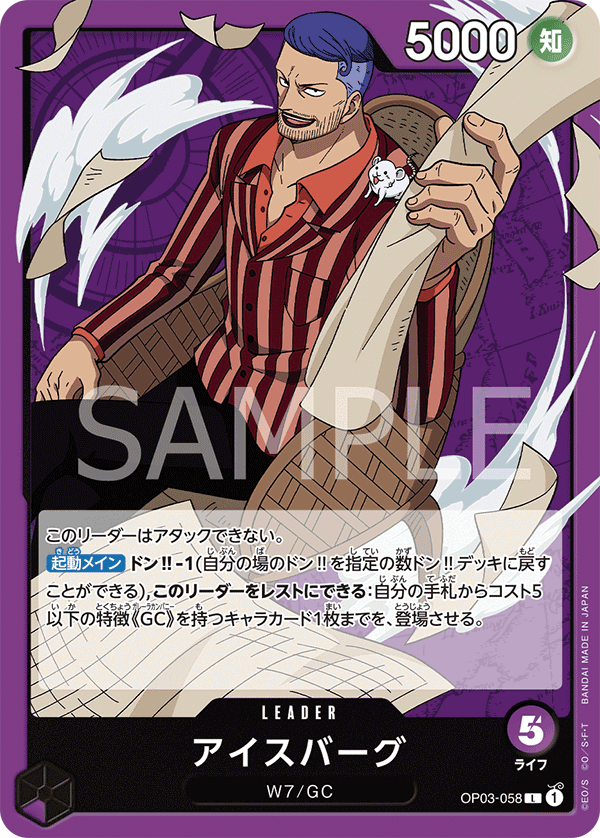 5000 知
SAMPLE
このリーダーはアタックできない。
起動メイン ドン!!-1(自分の場のドン!!を指定の数ドン!!デッキに戻す
ことができる),このリーダーをレストにできる:自分の手札からコスト5
以下の特徴《GC》を持つキャラカード1枚までを、登場させる。
LEADER
アイスバーグ
W7/GC
5
ライフ
OP03-058 L 1
©E.O/S ©O./S・F・T BANDAI MADE IN JAPAN